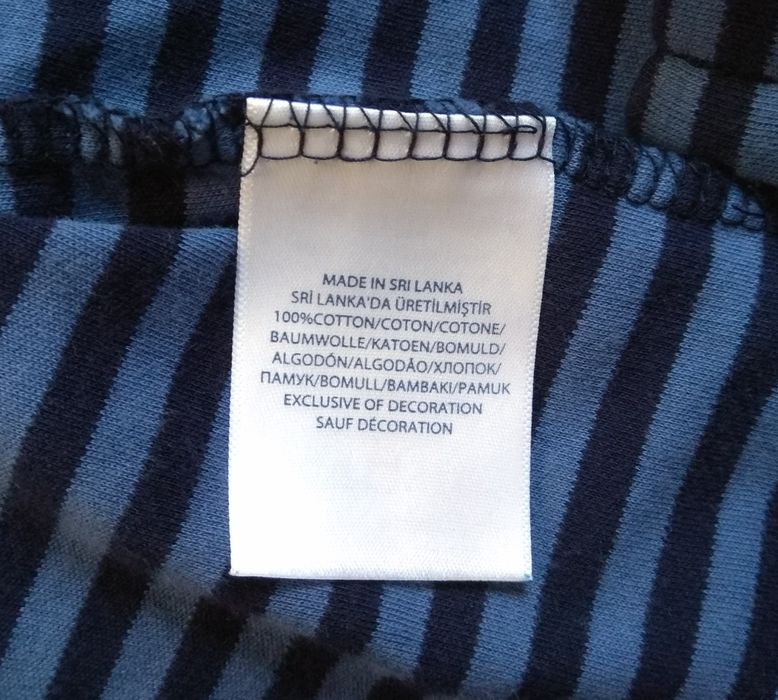 MADE IN SRI LANKA
SRİ LANKA'DA ÜRETİLMİŞTİR
100%COTTON/COTON/COTONE/
BAUMWOLLE/KATOEN/BOMULD/
ALGODÓN/ALGODÃO/ХЛОПОК/
ПАМУК/BOMULL/BAMBAKI/PAMUK
EXCLUSIVE OF DECORATION
SAUF DÉCORATION